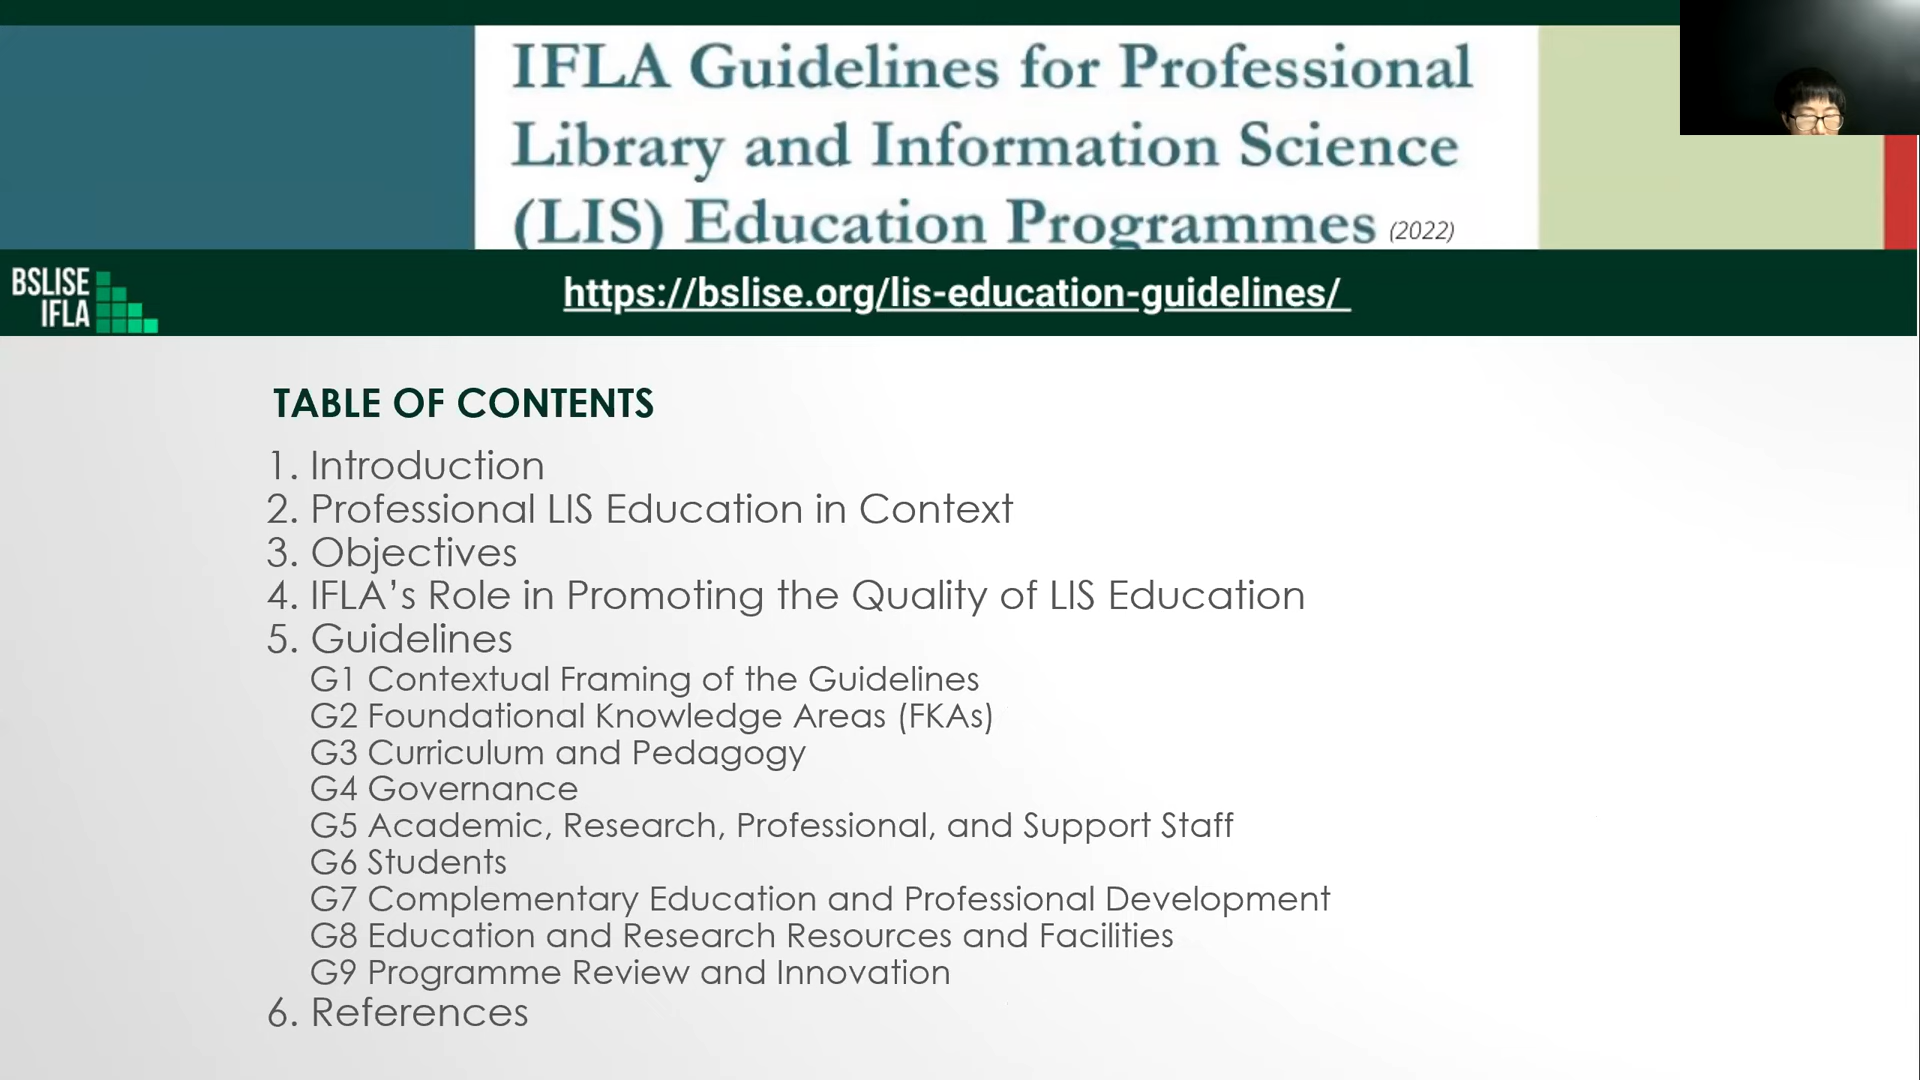 IFLA Guidelines for Professional
Library and Information Science
(LIS) Education Programmes (2022)
BSLISE
IFLA
https://bslise.org/lis-education-guidelines/
TABLE OF CONTENTS
1. Introduction
2. Professional LIS Education in Context
3. Objectives
4. IFLA’s Role in Promoting the Quality of LIS Education
5. Guidelines
G1 Contextual Framing of the Guidelines
G2 Foundational Knowledge Areas (FKAs)
G3 Curriculum and Pedagogy
G4 Governance
G5 Academic, Research, Professional, and Support Staff
G6 Students
G7 Complementary Education and Professional Development
G8 Education and Research Resources and Facilities
G9 Programme Review and Innovation
6. References